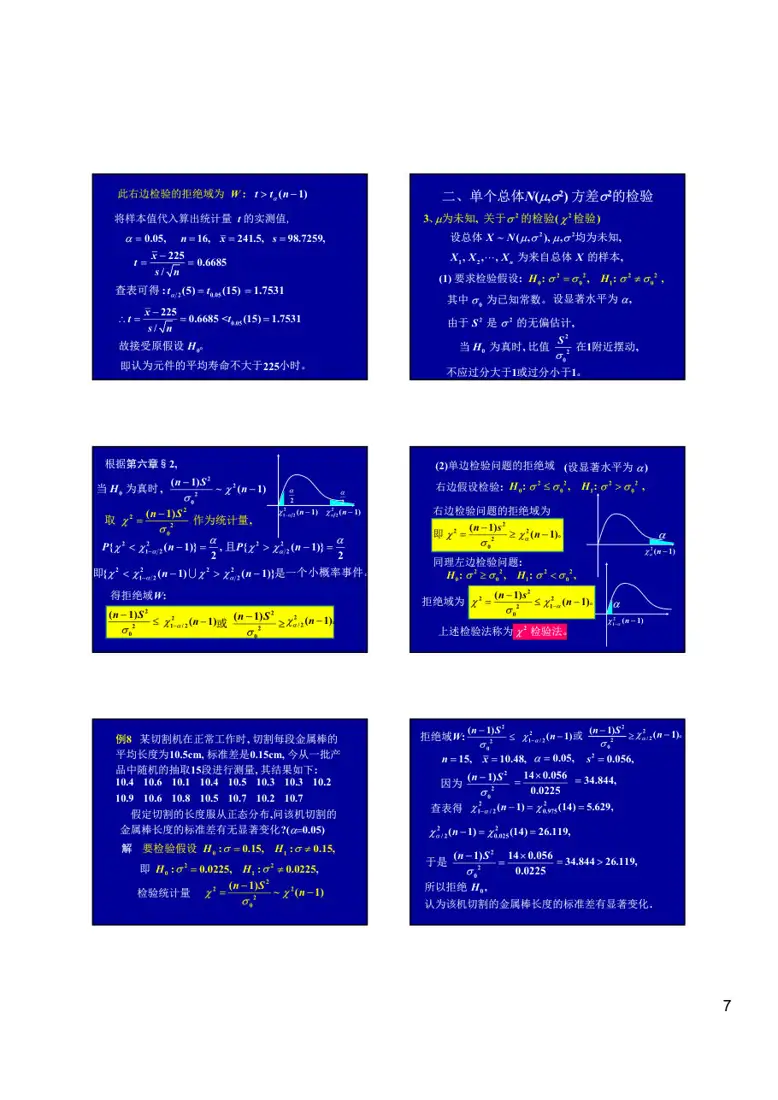 此右边检验的拒绝域为 W : t > tα (n − 1)
将样本值代入算出统计量 t 的实测值,
α = 0.05, n = 16, x̄ = 241.5, s = 98.7259,
t = (x̄ − 225)/(s / √n) = 0.6685
查表可得 : tα/2 (5) = t0.05 (15) = 1.7531
∴ t = (x̄ − 225)/(s / √n) = 0.6685 < t0.05 (15) = 1.7531
故接受原假设 H0。
即认为元件的平均寿命不大于225小时。
二、单个总体N(μ,σ²) 方差σ²的检验
3、μ为未知, 关于σ² 的检验( χ² 检验)
设总体 X ~ N(μ,σ²), μ,σ²均为未知,
X1, X2,⋯, Xn 为来自总体 X 的样本,
(1) 要求检验假设: H0: σ² = σ0², H1: σ² ≠ σ0²,
其中 σ0 为已知常数。设显著水平为 α,
由于 S² 是 σ² 的无偏估计,
当 H0 为真时, 比值 S²/σ0² 在1附近摆动,
不应过分大于1或过分小于1。
根据第六章§2,
当 H0 为真时, (n − 1)S²/σ0² ~ χ²(n − 1)
取 χ² = (n − 1)S²/σ0² 作为统计量,
α/2
α/2
χ²1−α/2 (n − 1) χ²α/2 (n − 1)
P{χ² < χ²1−α/2 (n − 1)} = α/2 , 且P{χ² > χ²α/2 (n − 1)} = α/2
即{χ² < χ²1−α/2 (n − 1) ∪ χ² > χ²α/2 (n − 1)}是一个小概率事件.
得拒绝域W:
(n − 1)S²/σ0² ≤ χ²1−α/2 (n − 1)或 (n − 1)S²/σ0² ≥ χ²α/2 (n − 1)。
(2)单边检验问题的拒绝域 (设显著水平为 α)
右边假设检验: H0: σ² ≤ σ0², H1: σ² > σ0²,
右边检验问题的拒绝域为
即 χ² = (n − 1)s²/σ0² ≥ χ²α (n − 1)。
α
χ²α (n − 1)
同理左边检验问题:
H0: σ² ≥ σ0², H1: σ² < σ0²,
拒绝域为 χ² = (n − 1)s²/σ0² ≤ χ²1−α (n − 1)。
α
χ²1−α (n − 1)
上述检验法称为 χ² 检验法。
例8 某切割机在正常工作时, 切割每段金属棒的
平均长度为10.5cm, 标准差是0.15cm, 今从一批产
品中随机的抽取15段进行测量, 其结果如下:
10.4 10.6 10.1 10.4 10.5 10.3 10.3 10.2
10.9 10.6 10.8 10.5 10.7 10.2 10.7
假定切割的长度服从正态分布,问该机切割的
金属棒长度的标准差有无显著变化?(α=0.05)
解 要检验假设 H0 : σ = 0.15, H1 : σ ≠ 0.15,
即 H0 : σ² = 0.0225, H1 : σ² ≠ 0.0225,
检验统计量 χ² = (n − 1)S²/σ0² ~ χ²(n − 1)
拒绝域W: (n − 1)S²/σ0² ≤ χ²1−α/2 (n − 1)或 (n − 1)S²/σ0² ≥ χ²α/2 (n − 1)。
n = 15, x̄ = 10.48, α = 0.05, s² = 0.056,
因为 (n − 1)S²/σ0² = 14 × 0.056/0.0225 = 34.844,
查表得 χ²1−α/2 (n − 1) = χ²0.975 (14) = 5.629,
χ²α/2 (n − 1) = χ²0.025 (14) = 26.119,
于是 (n − 1)S²/σ0² = 14 × 0.056/0.0225 = 34.844 > 26.119,
所以拒绝 H0,
认为该机切割的金属棒长度的标准差有显著变化.
7